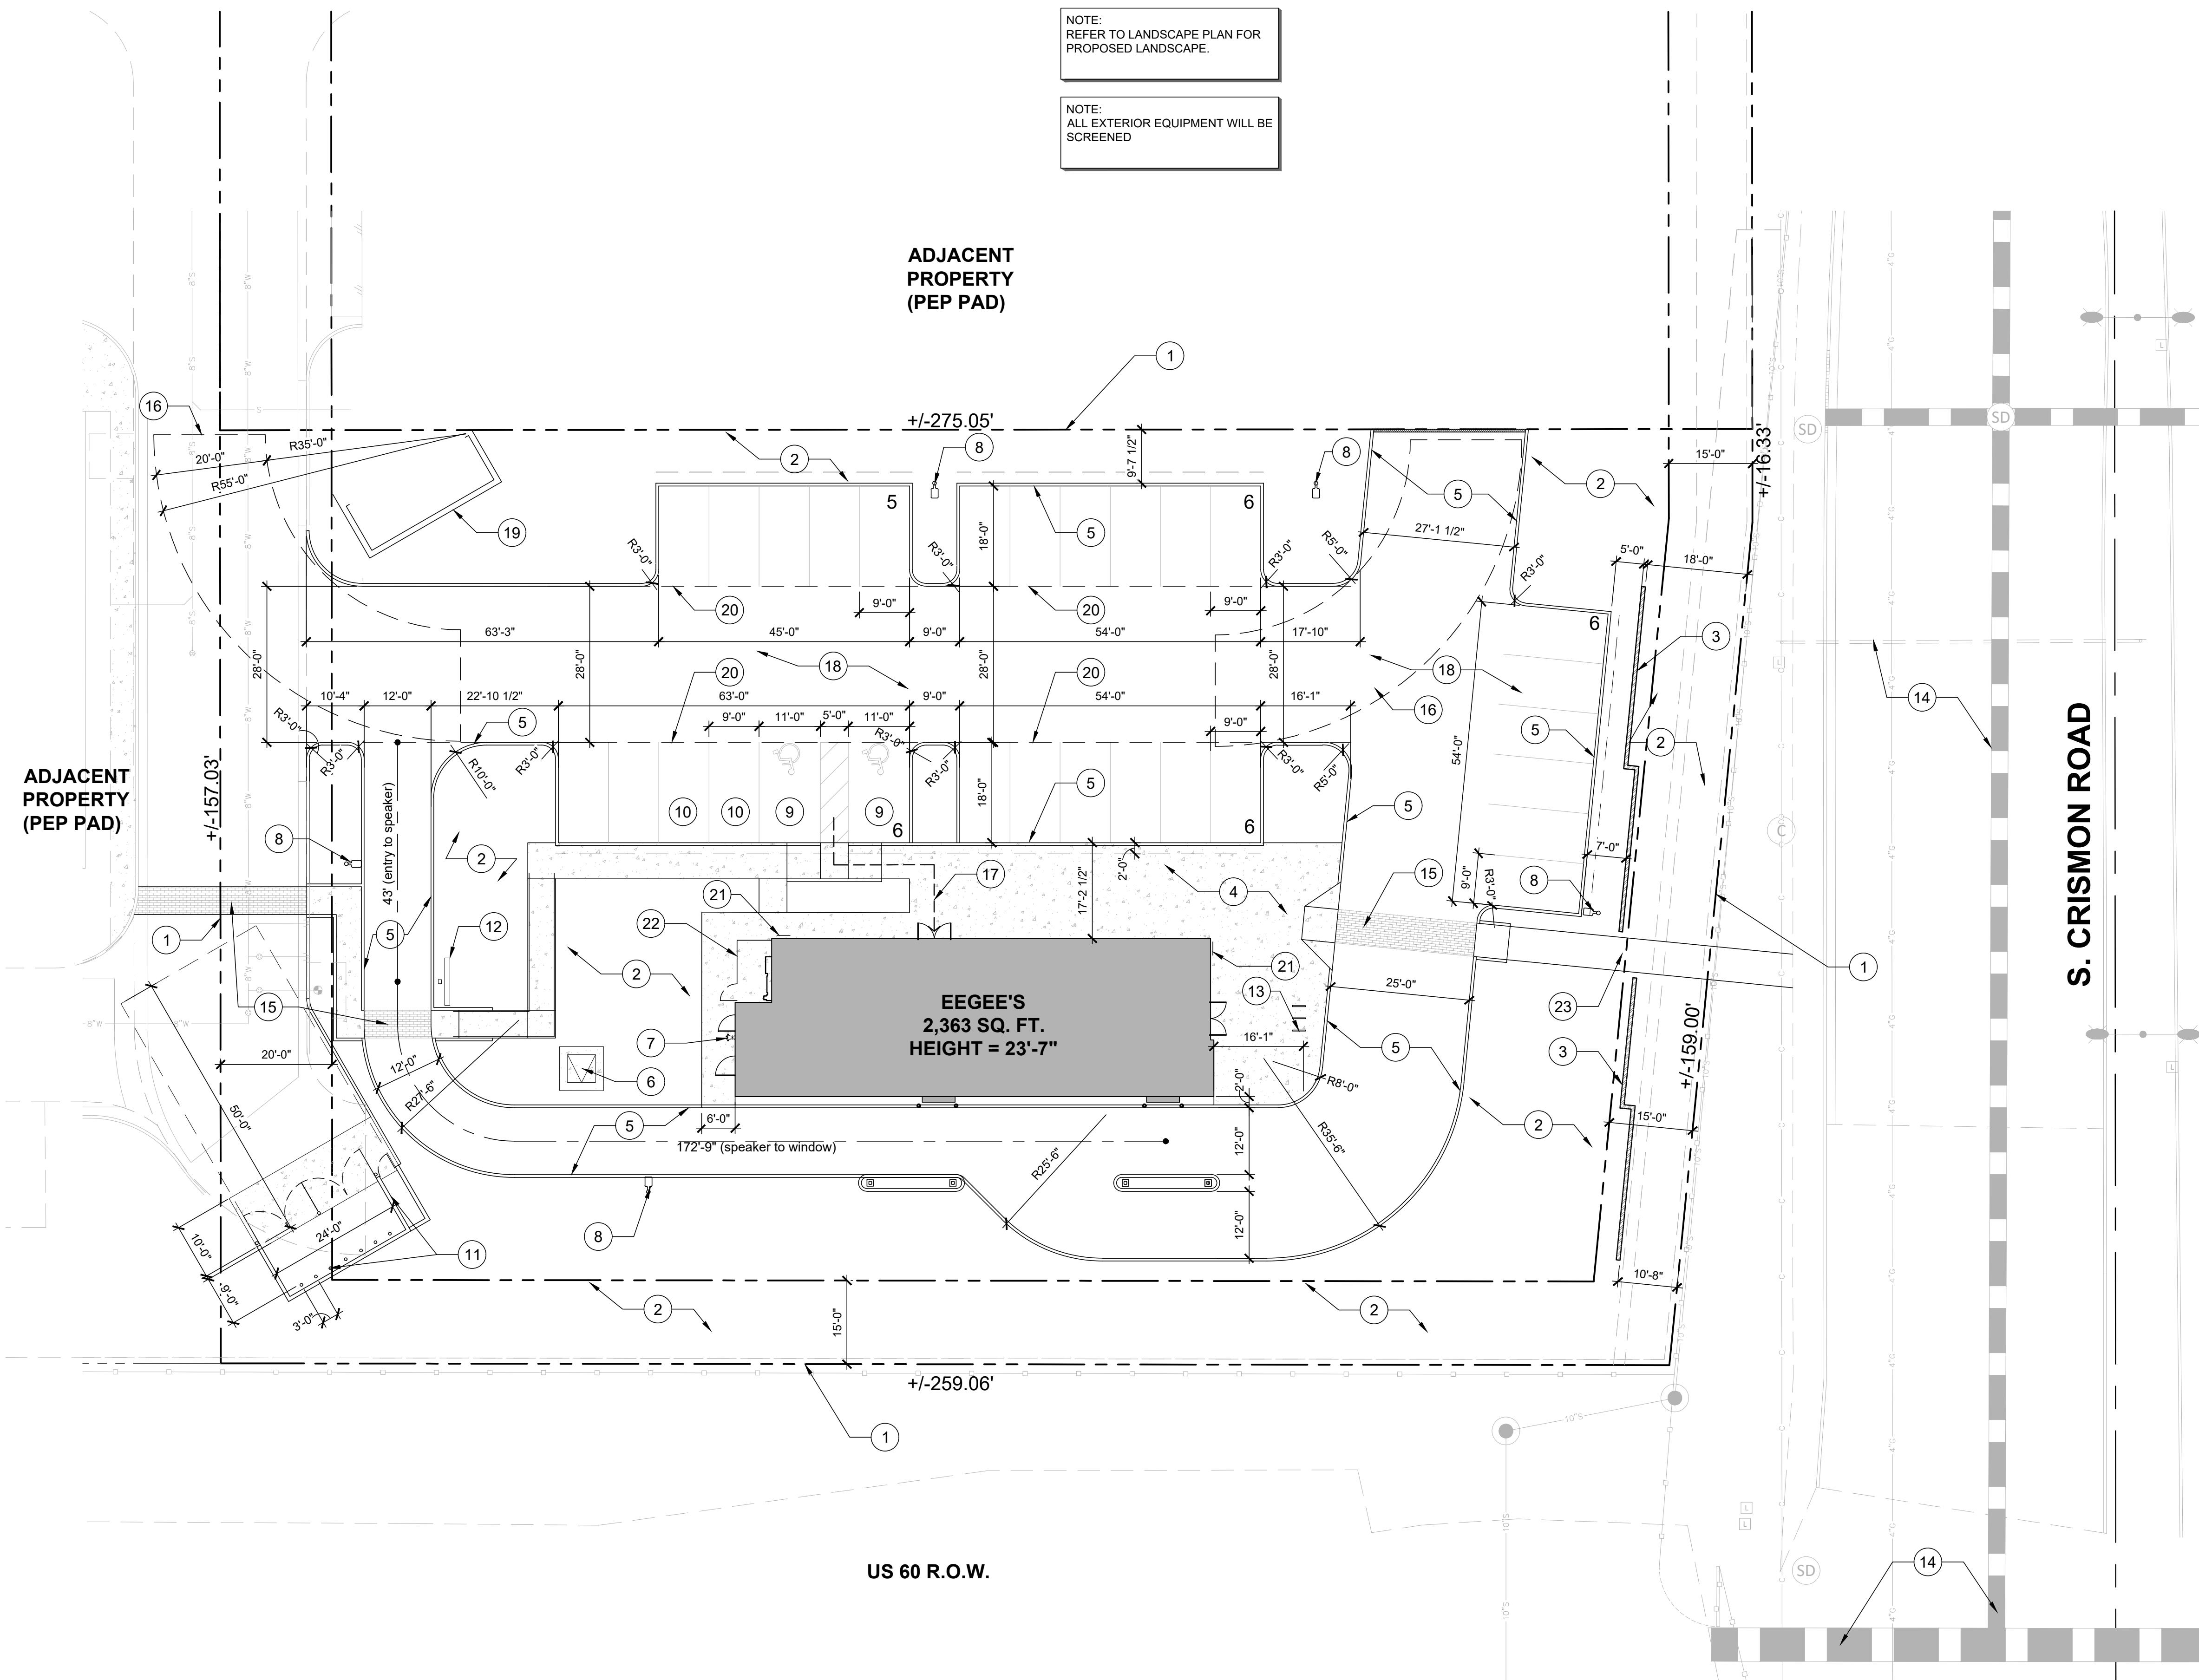 NOTE:
REFER TO LANDSCAPE PLAN FOR
PROPOSED LANDSCAPE.
NOTE:
ALL EXTERIOR EQUIPMENT WILL BE
SCREENED
ADJACENT
PROPERTY
(PEP PAD)
1
16
+/-275.05'
R35'-0"
20'-0"
R55'-0"
2
8
9'-7 1/2"
8
5
2
15'-0"
+/-16.33'
SD
SD
19
5
6
5
18'-0"
27'-1 1/2"
R3'-0"
R3'-0"
R3'-0"
R5'-0"
R3'-0"
5'-0"
18'-0"
20
9'-0"
20
9'-0"
6
3
63'-3"
45'-0"
9'-0"
54'-0"
17'-10"
28'-0"
28'-0"
28'-0"
28'-0"
20
18
20
18
14
10'-4"
12'-0"
22'-10 1/2"
63'-0"
9'-0"
54'-0"
16'-1"
16
R3'-0"
R3'-0"
5
9'-0"
11'-0"
5'-0"
11'-0"
R3'-0"
9'-0"
5
2
R10'-0"
R3'-0"
R3'-0"
R3'-0"
R5'-0"
54'-0"
ADJACENT
PROPERTY
(PEP PAD)
+/-157.03'
43' (entry to speaker)
10
10
9
9
6
18'-0"
5
6
5
S. CRISMON ROAD
8
2
2'-0"
7'-0"
C
17
4
15
9'-0"
R3'-0"
8
21
17'-2 1/2"
1
5
12
22
2
21
1
15
EEGEE'S
2,363 SQ. FT.
HEIGHT = 23'-7"
13
25'-0"
23
20'-0"
12'-0"
R27'-6"
7
16'-1"
5
3
+/-159.00'
6
R8'-0"
2'-0"
50'-0"
5
6'-0"
172'-9" (speaker to window)
12'-0"
R35'-6"
2
15'-0"
R25'-6"
8
12'-0"
10'-0"
24'-0"
11
9'-0"
3'-0"
10'-8"
2
15'-0"
2
+/-259.06'
1
10"S
US 60 R.O.W.
SD
14